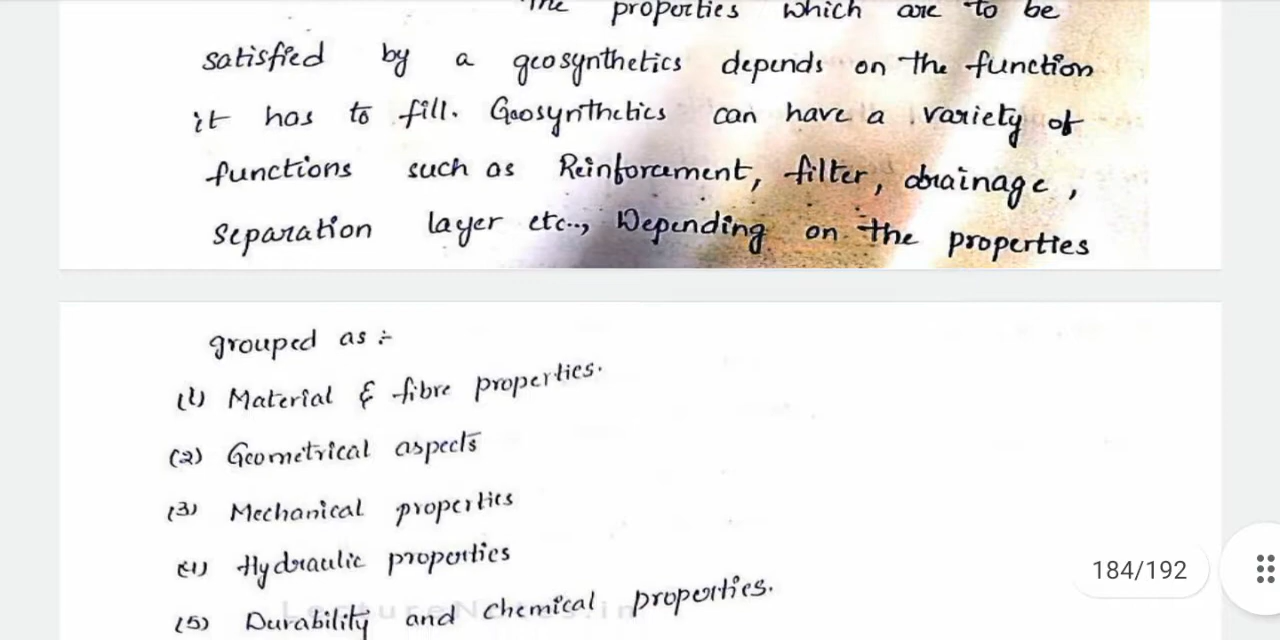 The properties which are to be
satisfied by a geosynthetics depends on the function
it has to fill. Geosynthetics can have a variety of
functions such as Reinforcement, filter, drainage,
Separation layer etc.., Depending on the properties
grouped as :-
(1) Material & fibre properties.
(2) Geometrical aspects
(3) Mechanical properties
(4) Hydraulic properties
(5) Durability and Chemical properties.
LectureNotes.in
184/192